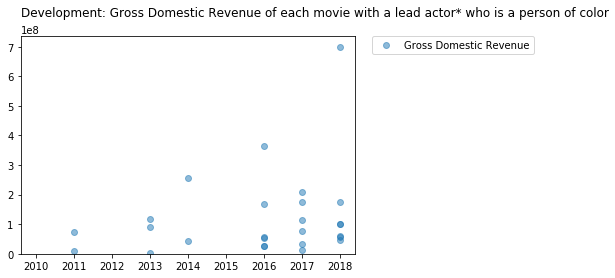 Development: Gross Domestic Revenue of each movie with a lead actor* who is a person of color
1e8
Gross Domestic Revenue
7
6
5
4
3
2
1
0
2010 2011 2012 2013 2014 2015 2016 2017 2018